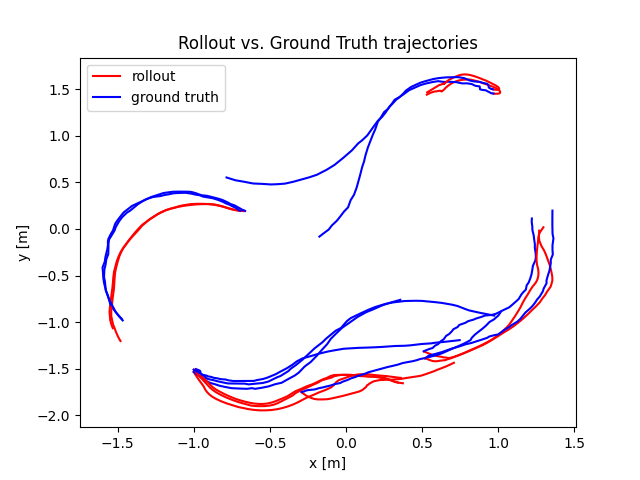 Rollout vs. Ground Truth trajectories
rollout
ground truth
y [m]
1.5
1.0
0.5
0.0
−0.5
−1.0
−1.5
−2.0
−1.5 −1.0 −0.5 0.0 0.5 1.0 1.5
x [m]